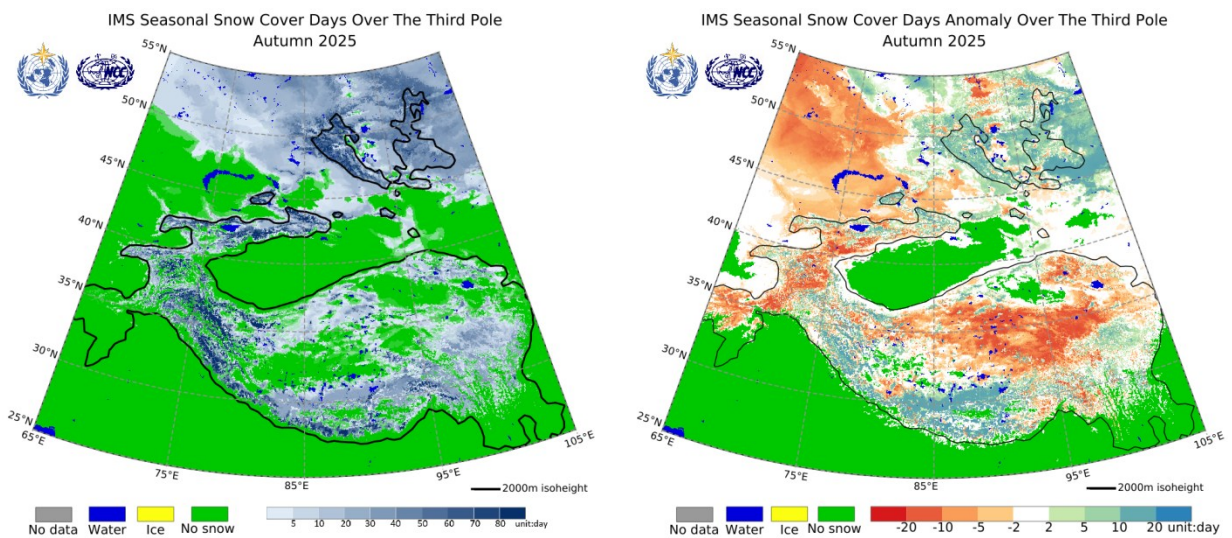 IMS Seasonal Snow Cover Days Over The Third Pole
Autumn 2025
NCC
55°N
50°N
45°N
40°N
35°N
30°N
25°N
65°E
75°E
85°E
95°E
105°E
2000m isoheight
No data
Water
Ice
No snow
5 10 20 30 40 50 60 70 80 unit:day
IMS Seasonal Snow Cover Days Anomaly Over The Third Pole
Autumn 2025
NCC
55°N
50°N
45°N
40°N
35°N
30°N
25°N
65°E
75°E
85°E
95°E
105°E
2000m isoheight
No data
Water
Ice
No snow
-20 -10 -5 -2 2 5 10 20 unit:day